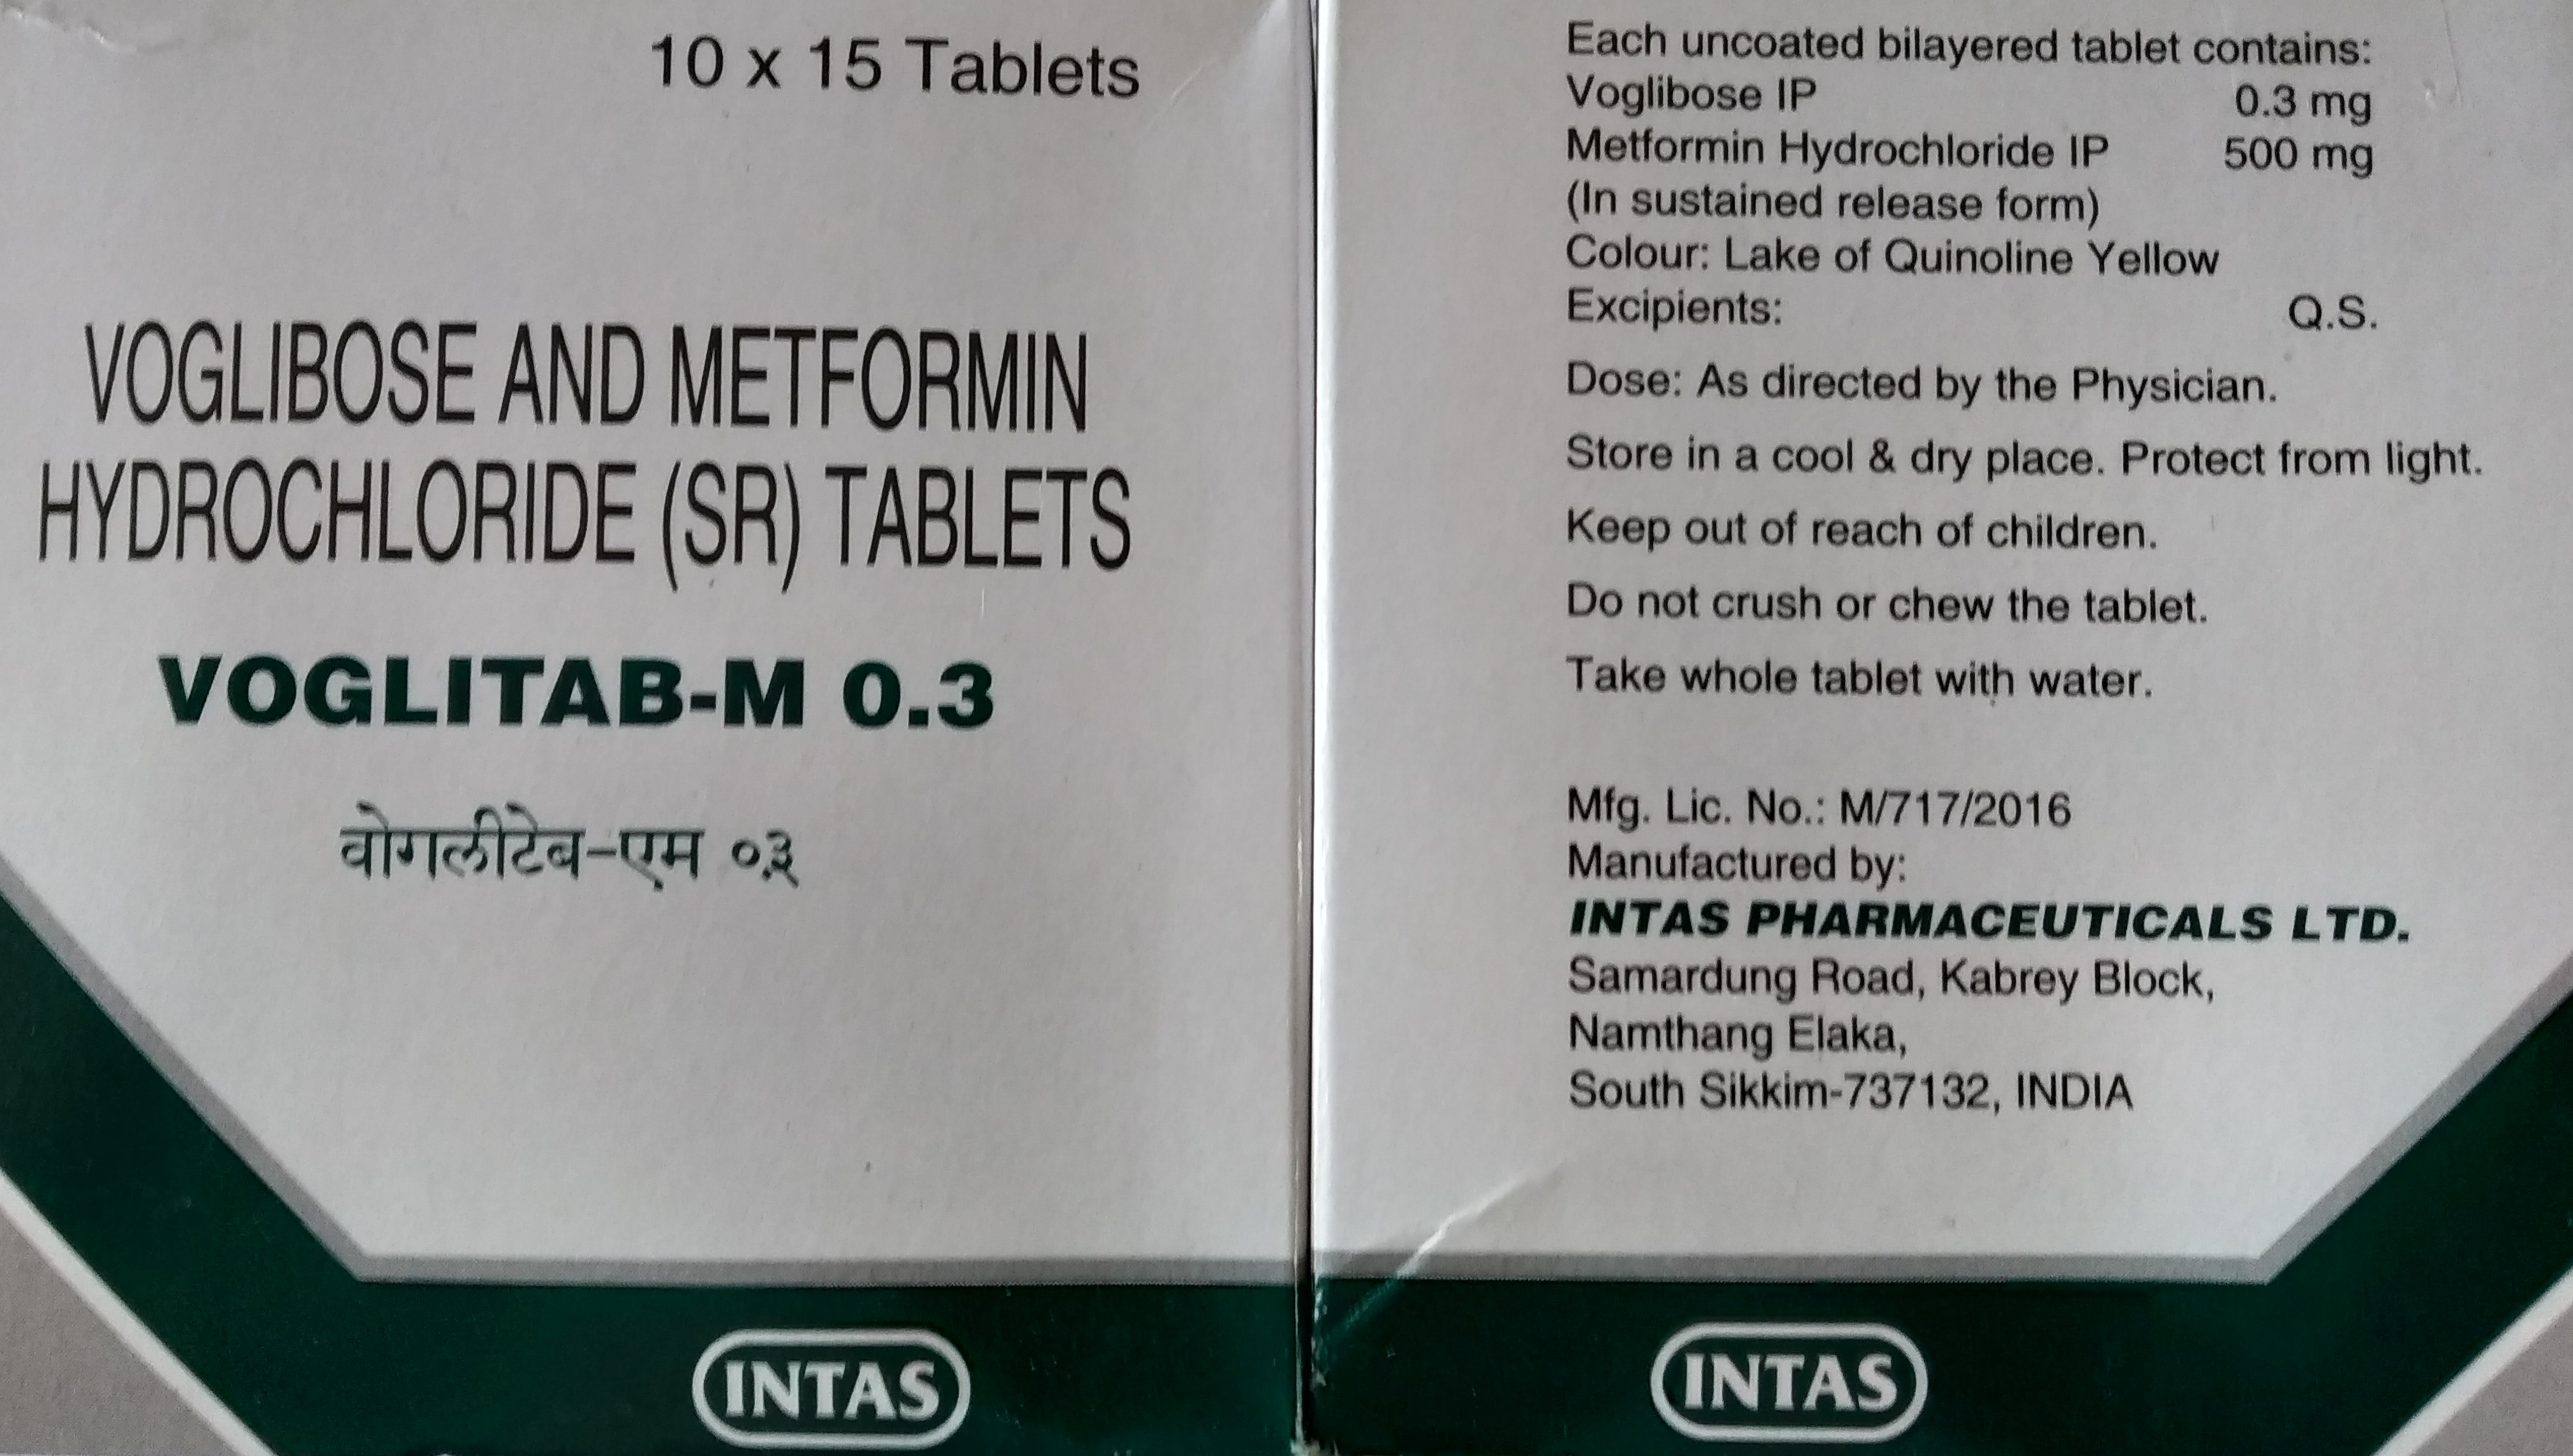 10 x 15 Tablets
VOGLIBOSE AND METFORMIN
HYDROCHLORIDE (SR) TABLETS
VOGLITAB-M 0.3
वोगलीटेब-एम ०.३
INTAS
Each uncoated bilayered tablet contains:
Voglibose IP 0.3 mg
Metformin Hydrochloride IP 500 mg
(In sustained release form)
Colour: Lake of Quinoline Yellow
Excipients: Q.S.
Dose: As directed by the Physician.
Store in a cool & dry place. Protect from light.
Keep out of reach of children.
Do not crush or chew the tablet.
Take whole tablet with water.
Mfg. Lic. No.: M/717/2016
Manufactured by:
INTAS PHARMACEUTICALS LTD.
Samardung Road, Kabrey Block,
Namthang Elaka,
South Sikkim-737132, INDIA
INTAS